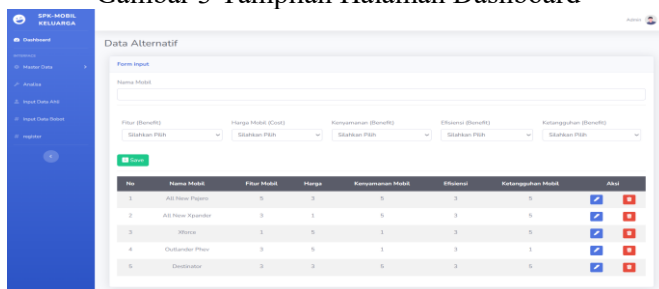 Gambar 5 Tampilan Halaman Dashboard
SPK-MOBIL
KELUARGA
Admin
Dashboard
Data Alternatif
Master Data
Analisa
Input Data Ahli
Input Data Bobot
register
Form Input
Nama Mobil
Fitur (Benefit) Harga Mobil (Cost) Kenyamanan (Benefit) Efisiensi (Benefit) Ketangguhan (Benefit)
Silahkan Pilih Silahkan Pilih Silahkan Pilih Silahkan Pilih Silahkan Pilih
Save
No Nama Mobil Fitur Mobil Harga Kenyamanan Mobil Efisiensi Ketangguhan Mobil Aksi
1 All New Pajero 5 3 5 3 5
2 All New Xpander 3 1 5 3 5
3 Xforce 1 5 1 3 5
4 Outlander Phev 3 5 1 3 1
5 Destinator 3 3 5 3 5